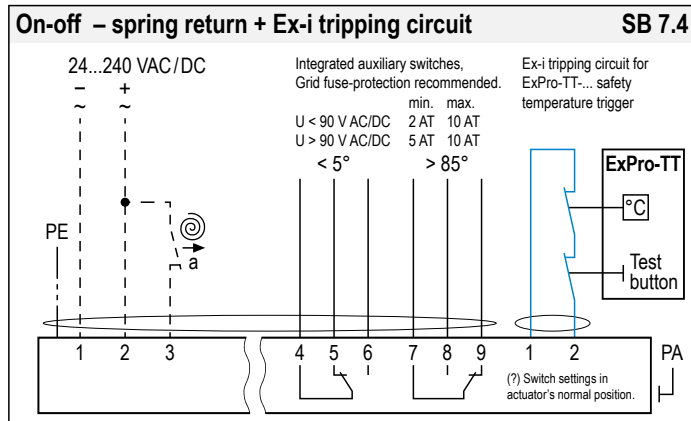 On-off – spring return + Ex-i tripping circuit SB 7.4
24...240 VAC/DC
– +
~ ~
Integrated auxiliary switches,
Grid fuse-protection recommended.
min. max.
U < 90 V AC/DC 2 AT 10 AT
U > 90 V AC/DC 5 AT 10 AT
< 5° > 85°
Ex-i tripping circuit for
ExPro-TT-... safety
temperature trigger
ExPro-TT
°C
Test
button
PE
a
1 2 3 4 5 6 7 8 9 1 2 PA
(?) Switch settings in
actuator's normal position.